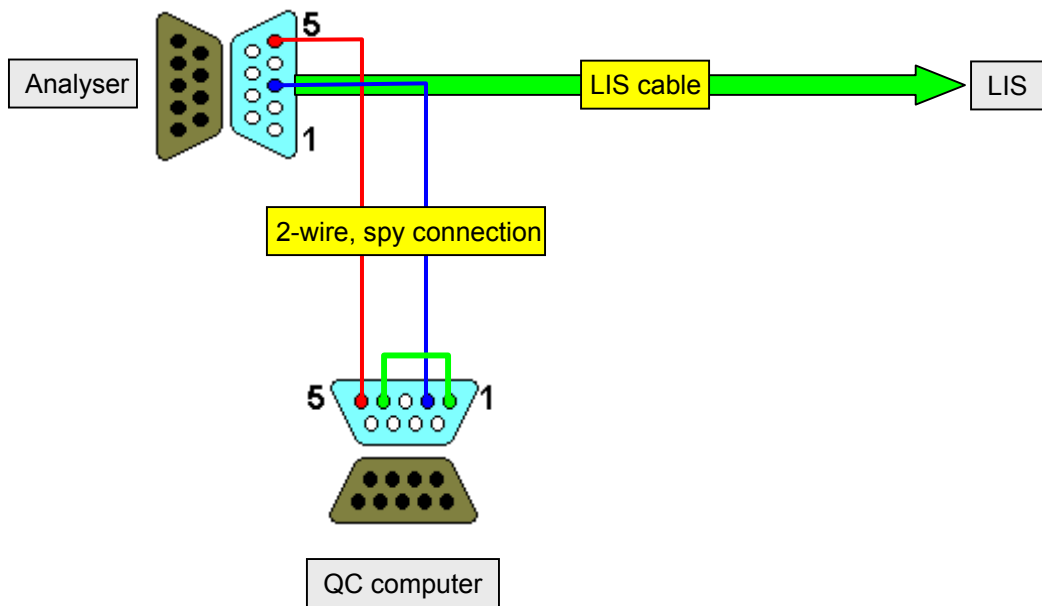 5
Analyser
LIS cable
LIS
1
2-wire, spy connection
5
1
QC computer